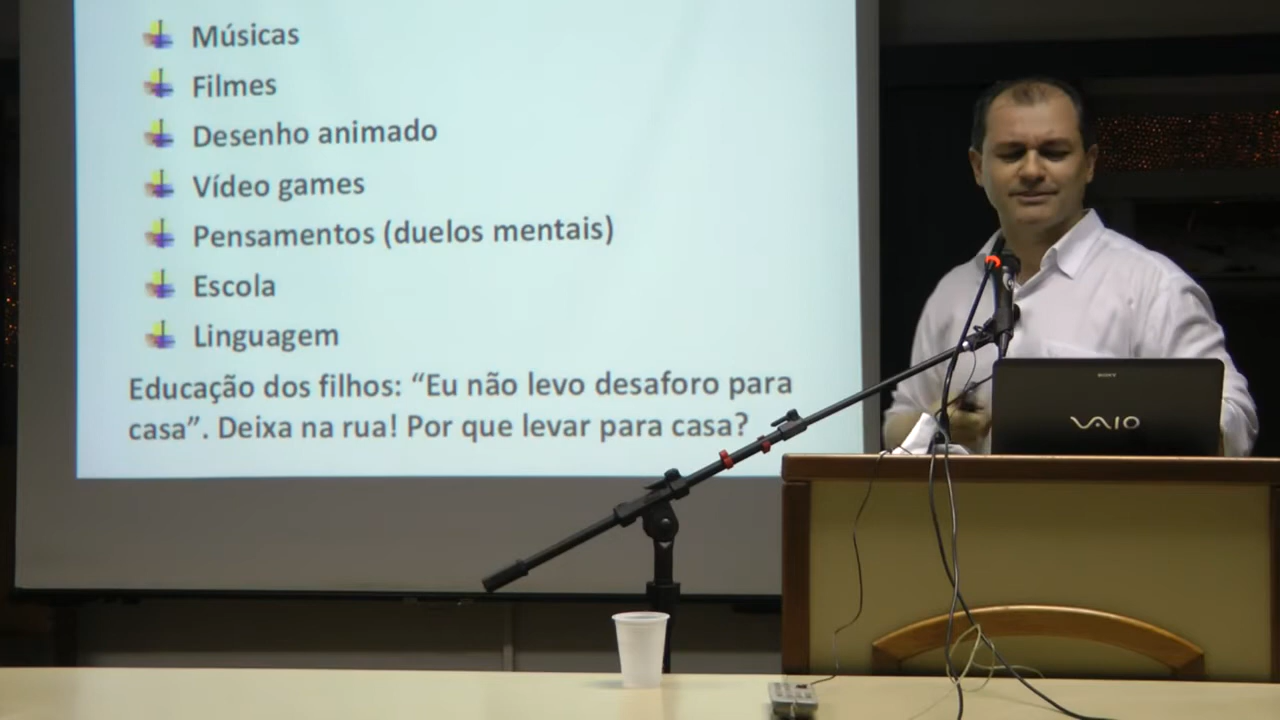 Músicas
Filmes
Desenho animado
Vídeo games
Pensamentos (duelos mentais)
Escola
Linguagem
Educação dos filhos: “Eu não levo desaforo para
casa”. Deixa na rua! Por que levar para casa?
SONY
VAIO